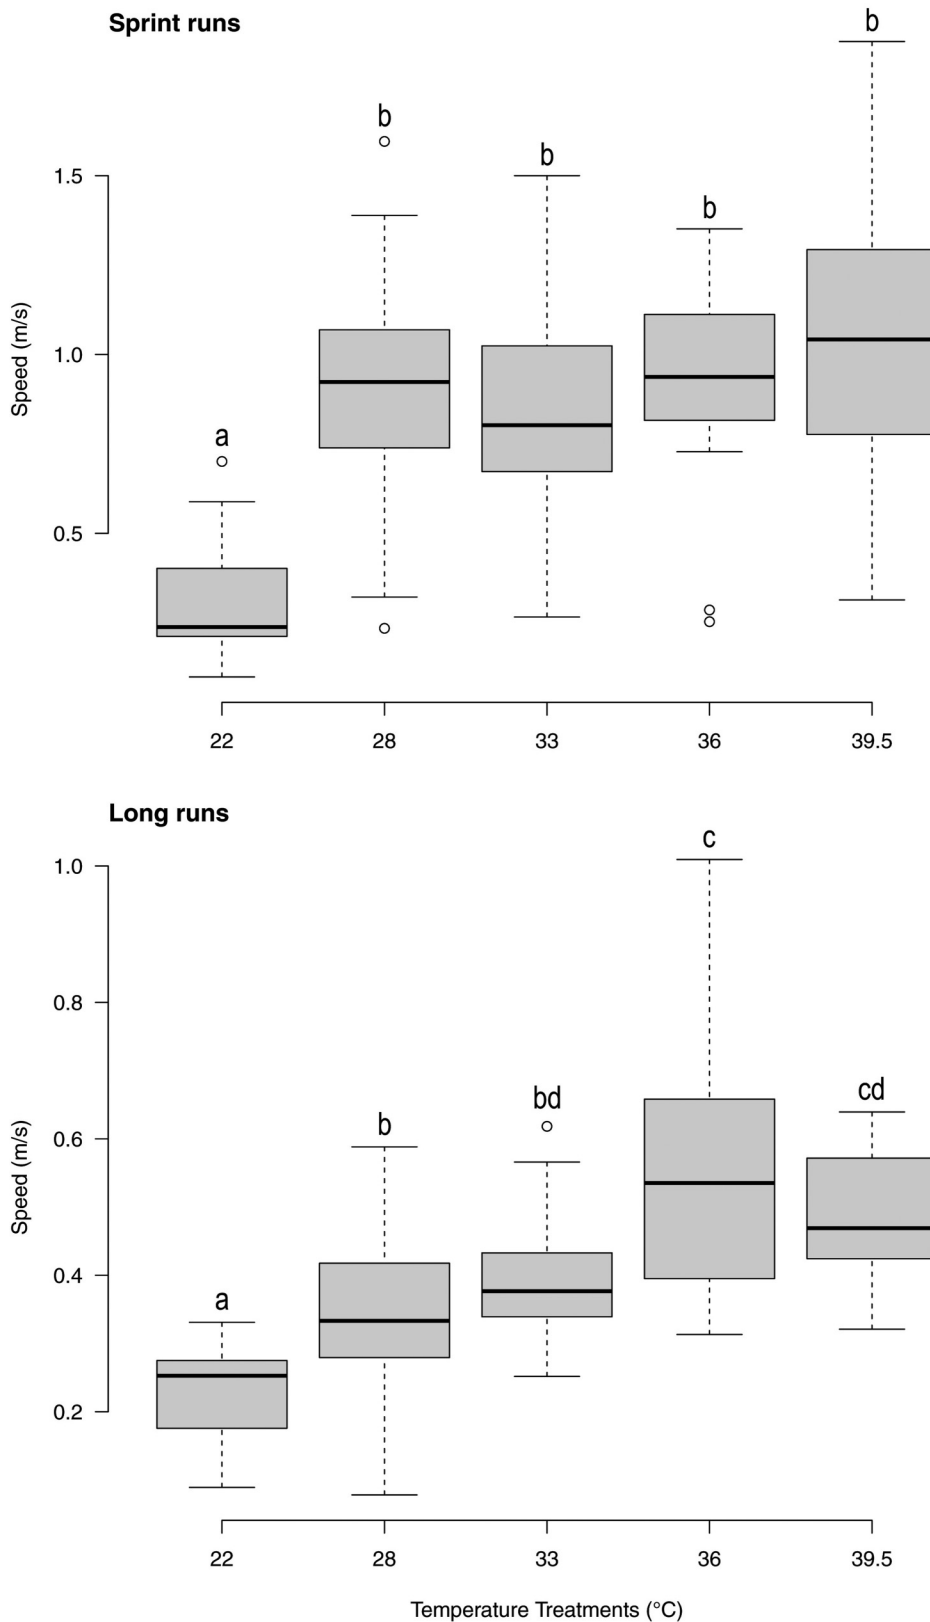 Sprint runs
b
b
b
1.5
b
Speed (m/s)
1.0
a
0.5
22 28 33 36 39.5
Long runs
c
1.0
0.8
cd
bd
b
0.6
Speed (m/s)
0.4
a
0.2
22 28 33 36 39.5
Temperature Treatments (°C)